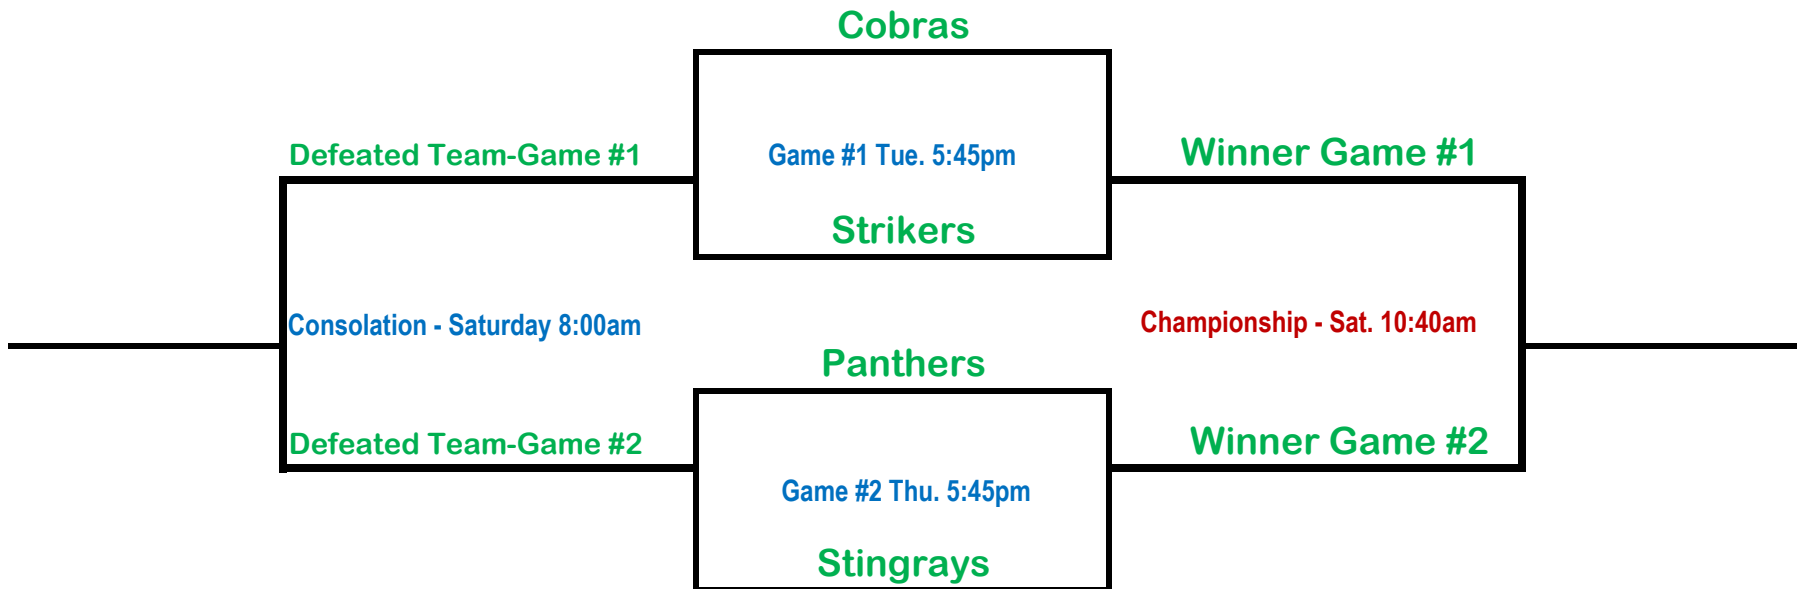 Cobras
Defeated Team-Game #1
Game #1 Tue. 5:45pm
Winner Game #1
Strikers
Consolation - Saturday 8:00am
Championship - Sat. 10:40am
Panthers
Defeated Team-Game #2
Winner Game #2
Game #2 Thu. 5:45pm
Stingrays